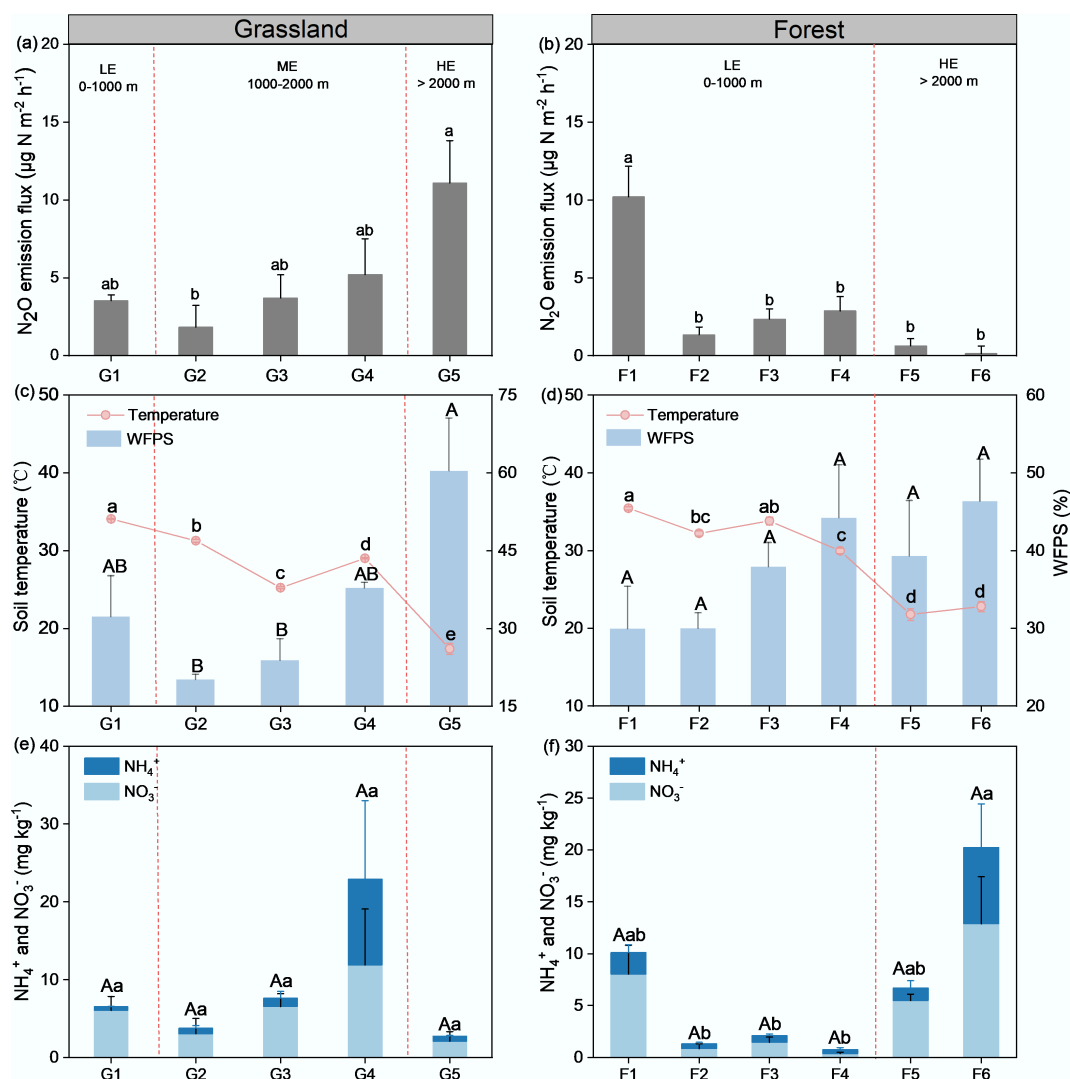 Grassland
Forest
(a)
20
15
10
5
0
N₂O emission flux (μg N m⁻² h⁻¹)
LE
0-1000 m
ME
1000-2000 m
HE
> 2000 m
ab
b
ab
ab
a
G1 G2 G3 G4 G5
(b)
20
15
10
5
0
N₂O emission flux (μg N m⁻² h⁻¹)
LE
0-1000 m
HE
> 2000 m
a
b
b
b
b
b
F1 F2 F3 F4 F5 F6
(c)
50
40
30
20
10
Soil temperature (℃)
Temperature
WFPS
a
b
c
d
e
AB
B
B
AB
A
75
60
45
30
15
G1 G2 G3 G4 G5
(d)
50
40
30
20
10
Soil temperature (℃)
Temperature
WFPS
a
bc
ab
c
d
d
A
A
A
A
A
A
60
50
40
30
20
WFPS (%)
F1 F2 F3 F4 F5 F6
(e)
40
30
20
10
0
NH₄⁺ and NO₃⁻ (mg kg⁻¹)
NH₄⁺
NO₃⁻
Aa
Aa
Aa
Aa
Aa
G1 G2 G3 G4 G5
(f)
30
25
20
15
10
5
0
NH₄⁺ and NO₃⁻ (mg kg⁻¹)
NH₄⁺
NO₃⁻
Aab
Ab
Ab
Ab
Aab
Aa
F1 F2 F3 F4 F5 F6